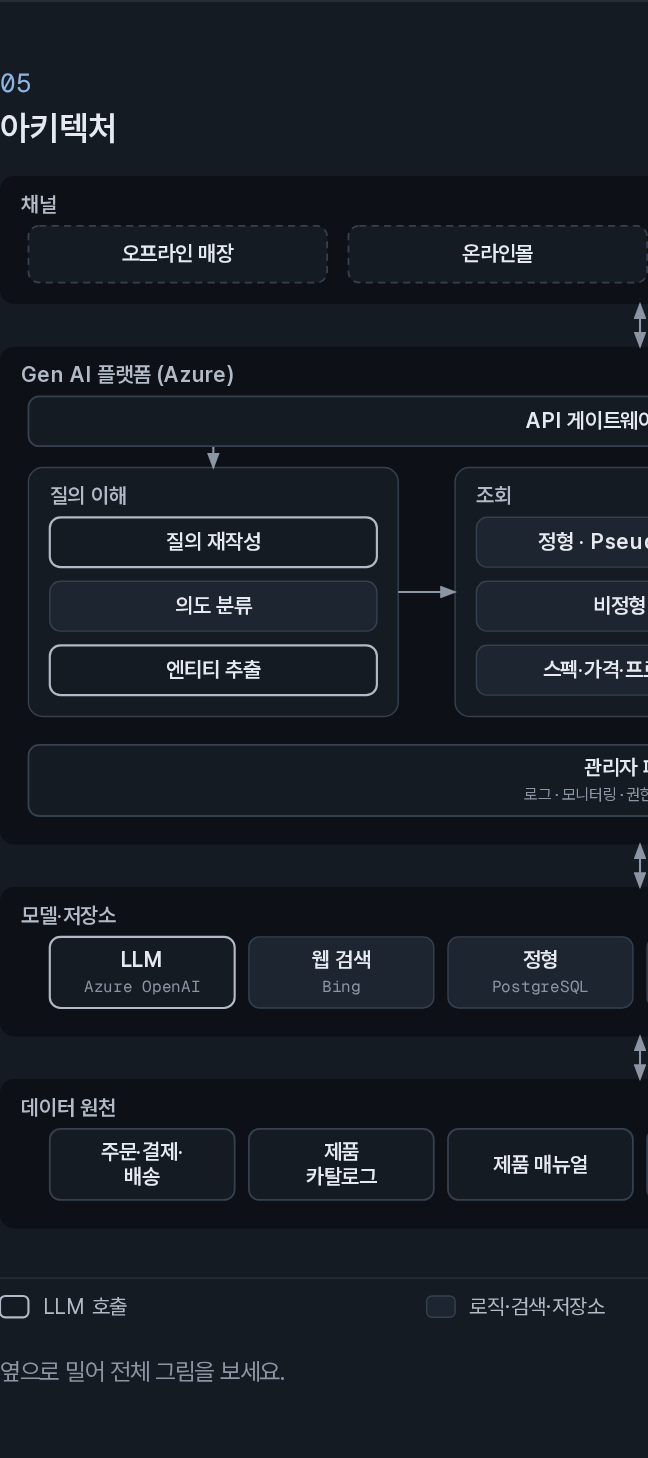 05
아키텍처
채널
오프라인 매장
온라인몰
Gen AI 플랫폼 (Azure)
API 게이트웨이
질의 이해
질의 재작성
의도 분류
엔티티 추출
조회
정형 ·
비정형
스펙·가격·
관리자
로그 · 모니터링 ·
모델·저장소
LLM
Azure OpenAI
웹 검색
Bing
정형
PostgreSQL
데이터 원천
주문·결제·
배송
제품
카탈로그
제품 매뉴얼
LLM 호출
로직·검색·저장소
옆으로 밀어 전체 그림을 보세요.